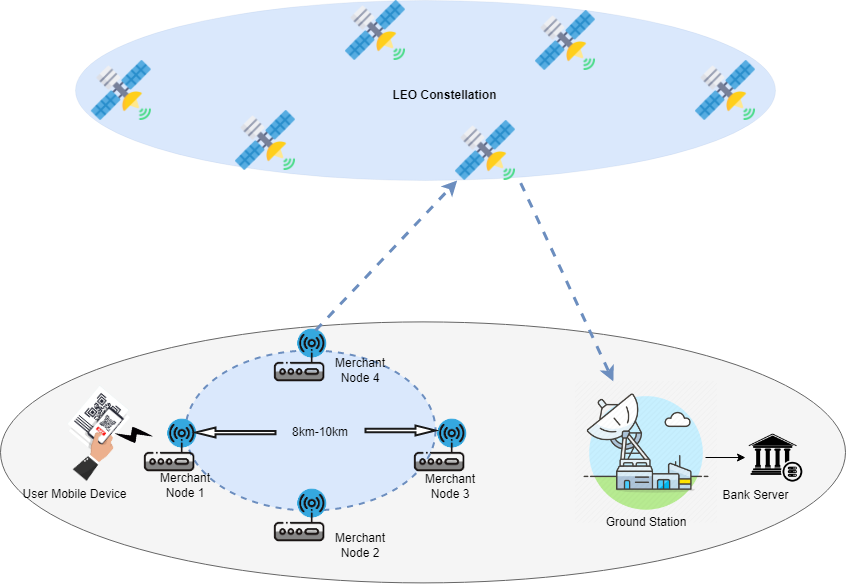 LEO Constellation
Merchant
Node 4
8km-10km
Merchant
Node 1
Merchant
Node 3
User Mobile Device
Bank Server
Ground Station
Merchant
Node 2